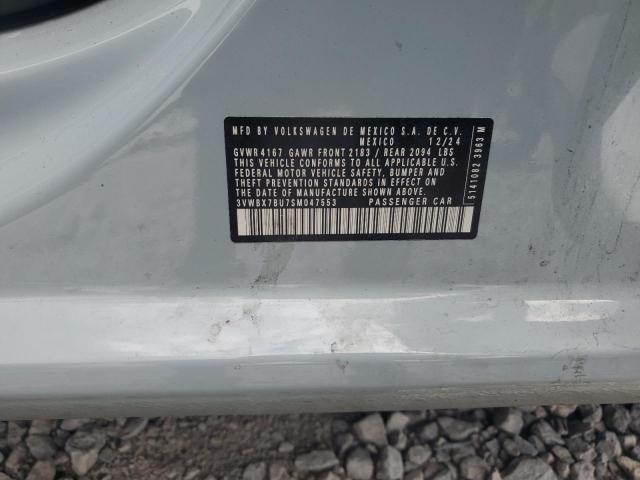 MFD BY VOLKSWAGEN DE MEXICO S.A. DE C.V.
MEXICO 12/24
GVWR 4167 GAWR FRONT 2183 / REAR 2094 LBS
THIS VEHICLE CONFORMS TO ALL APPLICABLE U.S.
FEDERAL MOTOR VEHICLE SAFETY, BUMPER AND
THEFT PREVENTION STANDARDS IN EFFECT ON
THE DATE OF MANUFACTURE SHOWN ABOVE.
3VWBX7BU7SM047553 PASSENGER CAR
5141082 3963 M